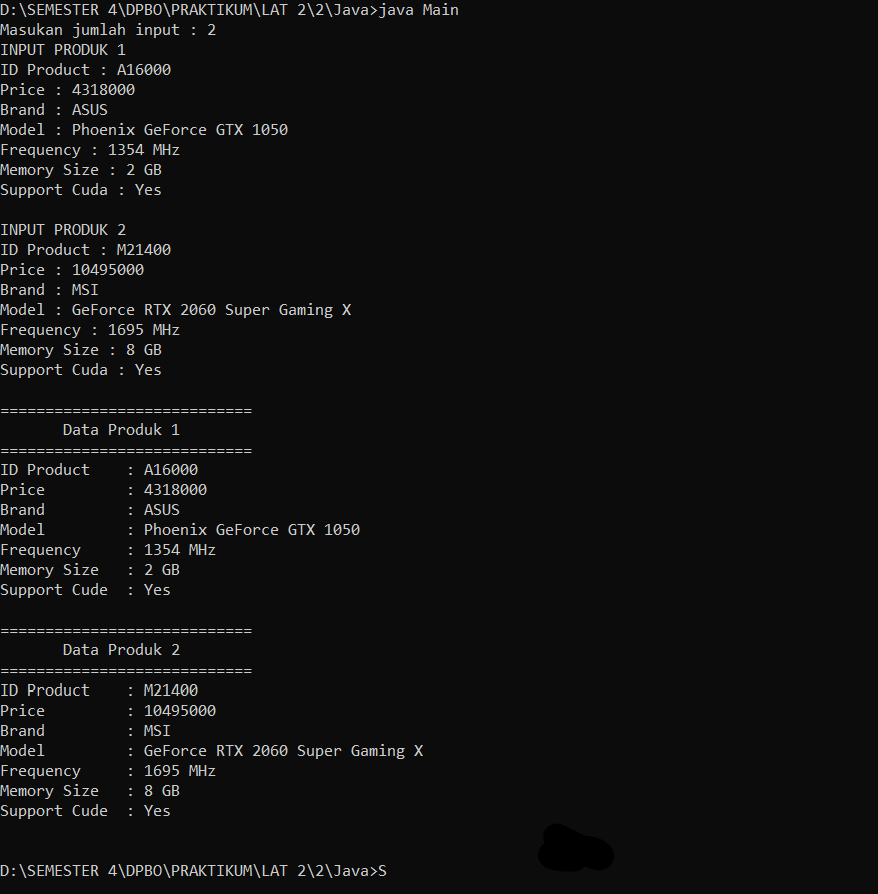 D:\SEMESTER 4\DPBO\PRAKTIKUM\LAT 2\2\Java>java Main
Masukan jumlah input : 2
INPUT PRODUK 1
ID Product : A16000
Price : 4318000
Brand : ASUS
Model : Phoenix GeForce GTX 1050
Frequency : 1354 MHz
Memory Size : 2 GB
Support Cuda : Yes

INPUT PRODUK 2
ID Product : M21400
Price : 10495000
Brand : MSI
Model : GeForce RTX 2060 Super Gaming X
Frequency : 1695 MHz
Memory Size : 8 GB
Support Cuda : Yes

============================
       Data Produk 1
============================
ID Product    : A16000
Price         : 4318000
Brand         : ASUS
Model         : Phoenix GeForce GTX 1050
Frequency     : 1354 MHz
Memory Size   : 2 GB
Support Cude  : Yes

============================
       Data Produk 2
============================
ID Product    : M21400
Price         : 10495000
Brand         : MSI
Model         : GeForce RTX 2060 Super Gaming X
Frequency     : 1695 MHz
Memory Size   : 8 GB
Support Cude  : Yes

D:\SEMESTER 4\DPBO\PRAKTIKUM\LAT 2\2\Java>S